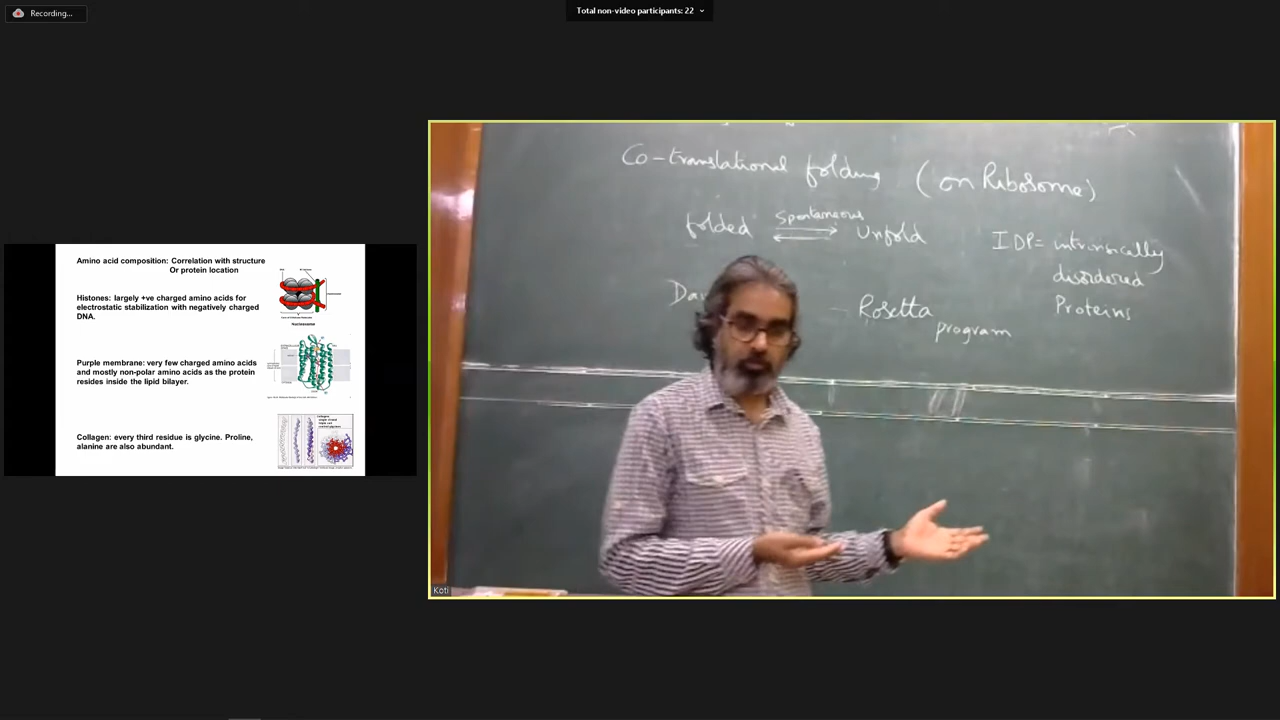 Recording...
Total non-video participants: 22
Amino acid composition: Correlation with structure
Or protein location
Histones: largely +ve charged amino acids for
electrostatic stabilization with negatively charged
DNA.
Nucleosome
Purple membrane: very few charged amino acids
and mostly non-polar amino acids as the protein
resides inside the lipid bilayer.
Collagen: every third residue is glycine. Proline,
alanine are also abundant.
Co-translational folding (on Ribosome)
folded Spontaneous Unfold
IDP = intrinsically
disordered
Proteins
Rosetta
program
Koti